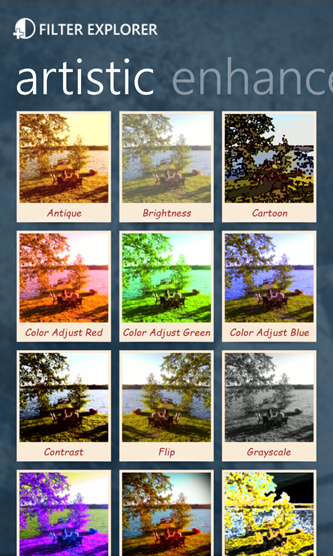 FILTER EXPLORER
artistic enhance
Antique Brightness Cartoon
Color Adjust Red Color Adjust Green Color Adjust Blue
Contrast Flip Grayscale